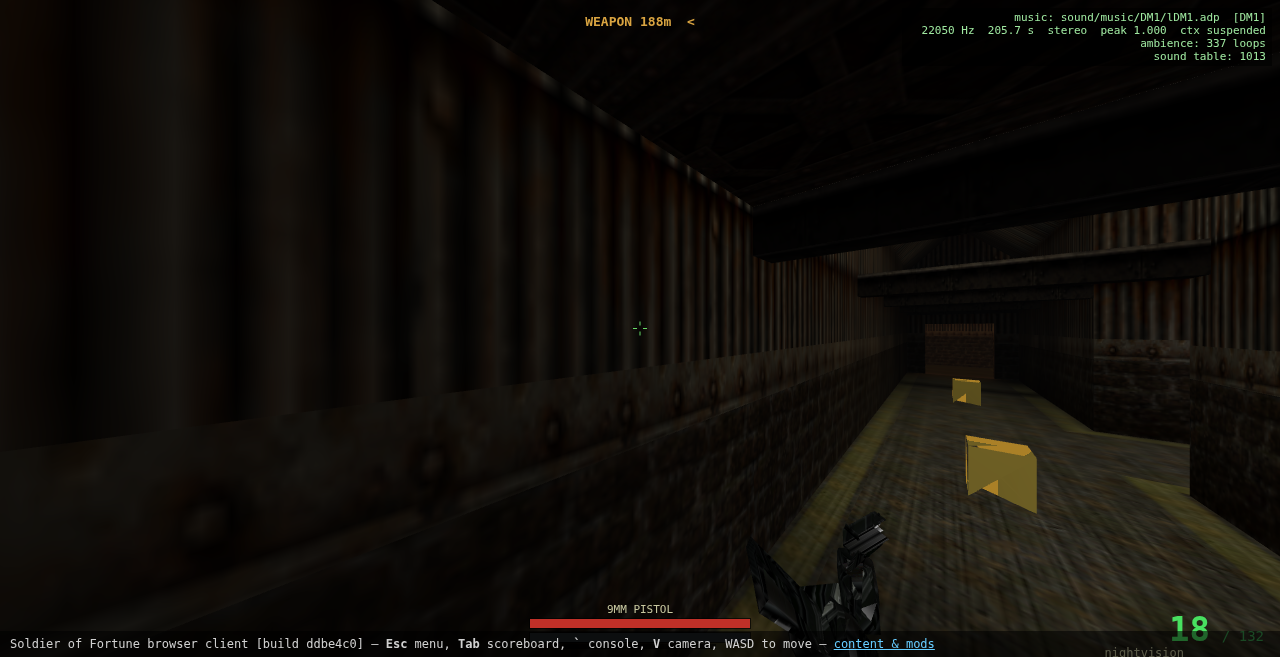 WEAPON 188m  <
music: sound/music/DM1/lDM1.adp  [DM1]
22050 Hz  205.7 s  stereo  peak 1.000  ctx suspended
ambience: 337 loops
sound table: 1013
9MM PISTOL
18 / 132
Soldier of Fortune browser client [build ddbe4c0] — Esc menu, Tab scoreboard, ` console, V camera, WASD to move — content & mods
nightvision